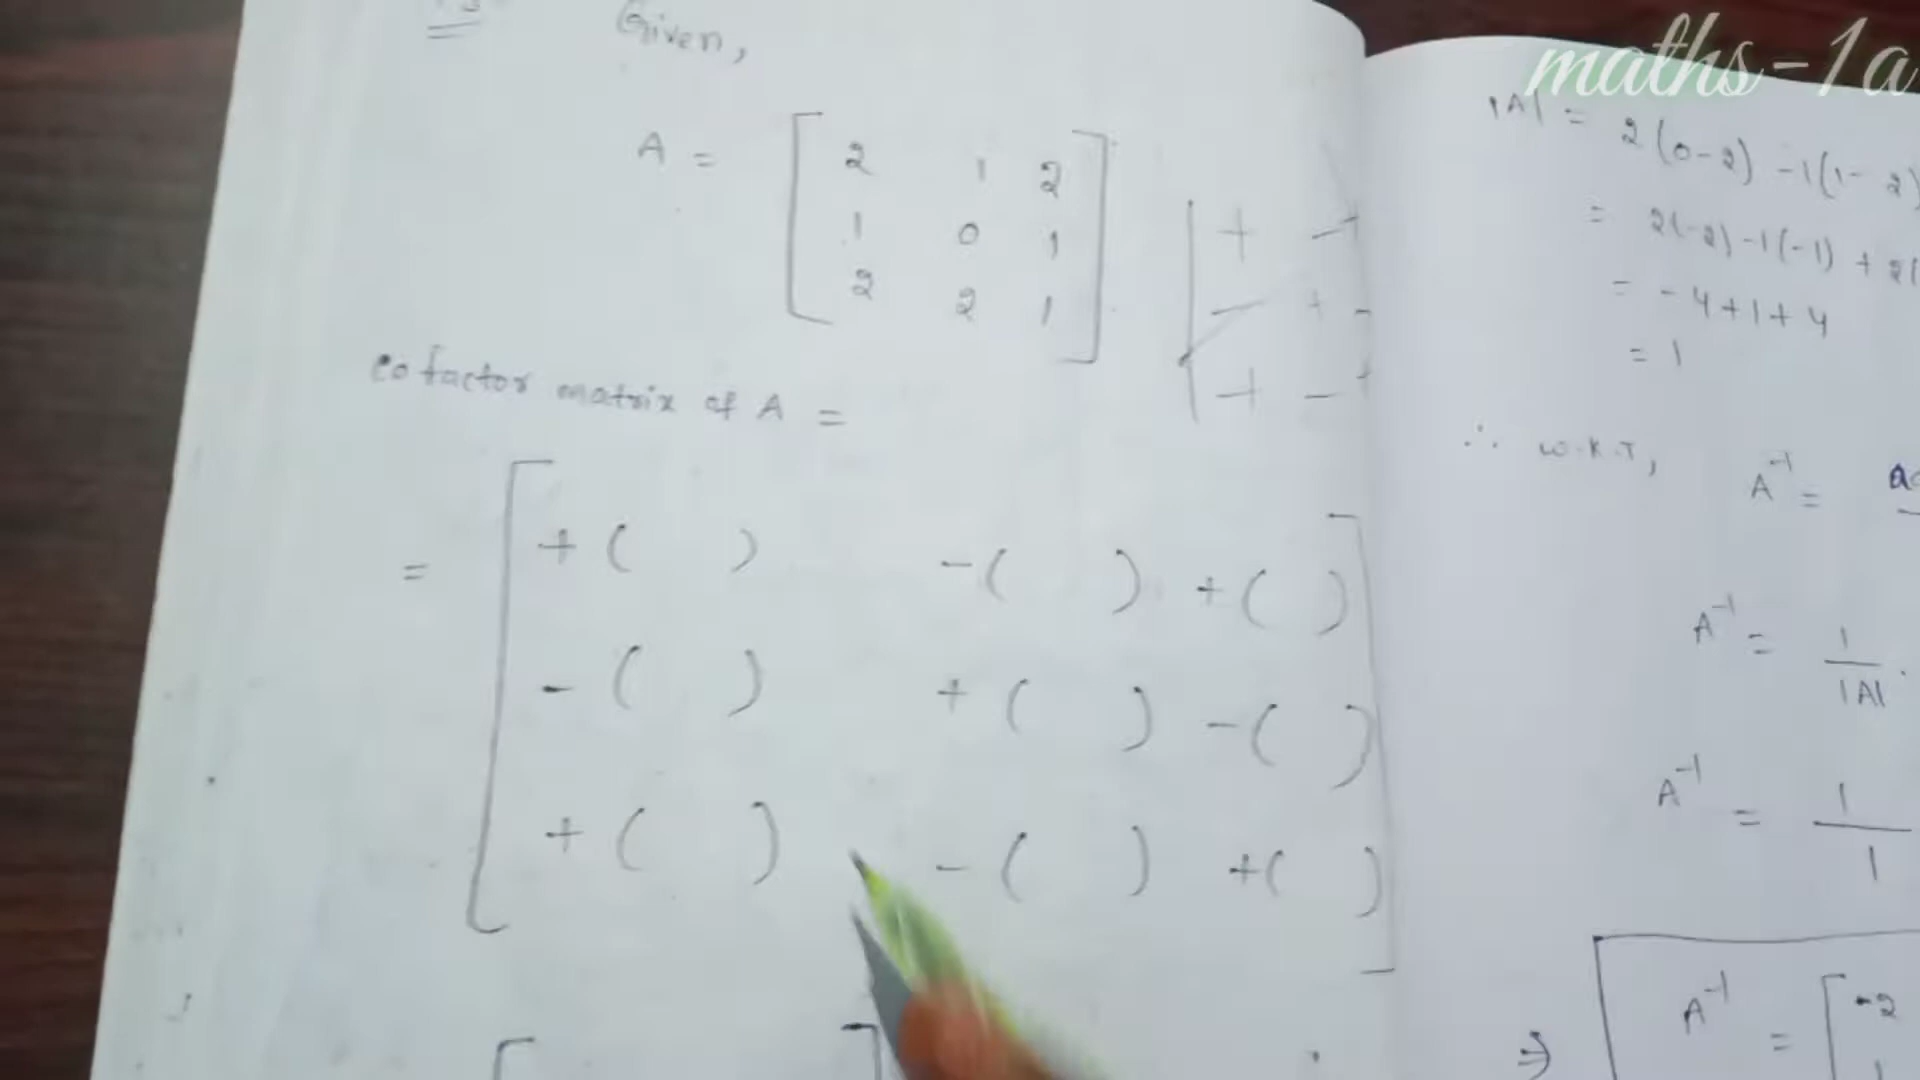 Given,
A = [ 2 1 2
1 0 1
2 2 1 ]
| + - +
- + -
+ - +
cofactor matrix of A =
= [ +( ) -( ) +( )
-( ) +( ) -( )
+( ) -( ) +( ) ]
maths-1a
|A| = 2(0-2) -1(1-2)
= 2(-2) -1(-1) + 2(
= -4+1+4
= 1
∴ W.K.T, A⁻¹ =
A⁻¹ = 1/|A| .
A⁻¹ = 1/1
⇒ A⁻¹ = [ -2
1